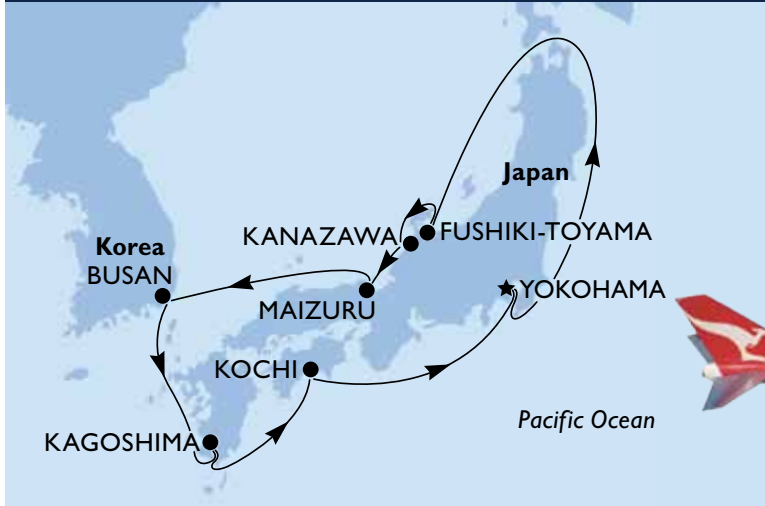 Japan
KANAZAWA
FUSHIKI-TOYAMA
Korea
BUSAN
MAIZURU
YOKOHAMA
KOCHI
Pacific Ocean
KAGOSHIMA